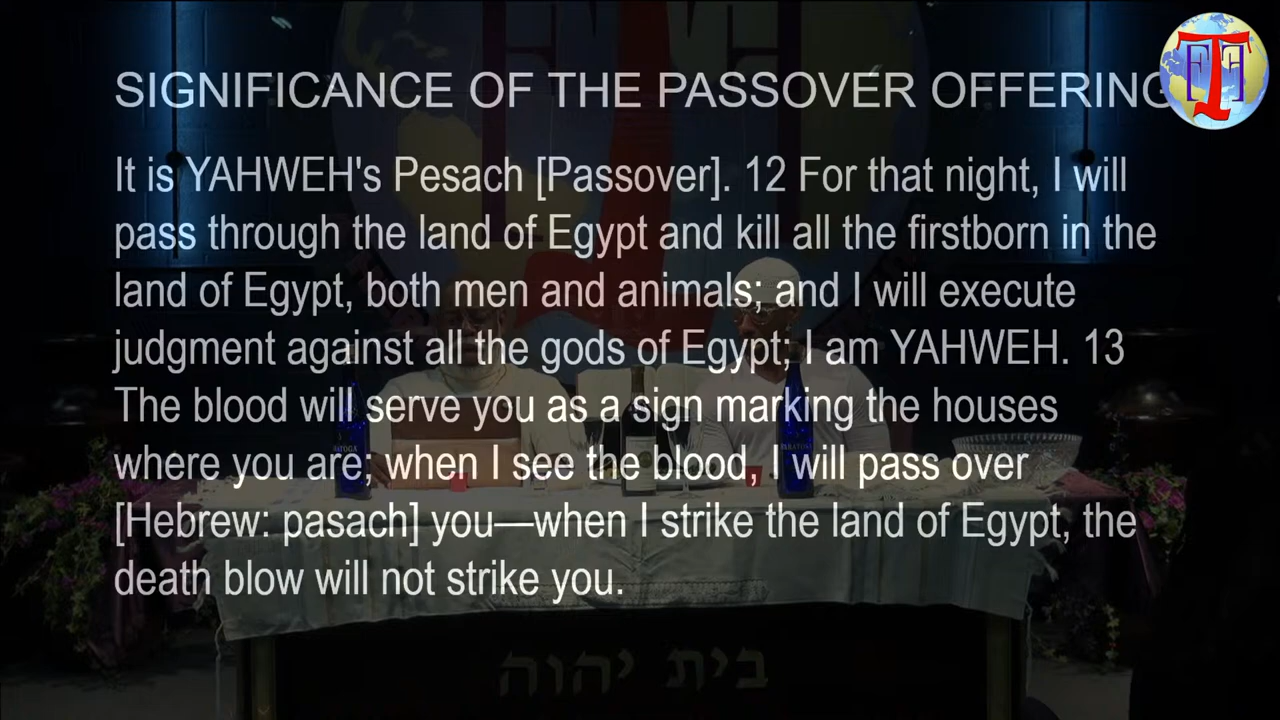 SIGNIFICANCE OF THE PASSOVER OFFERING
It is YAHWEH's Pesach [Passover]. 12 For that night, I will
pass through the land of Egypt and kill all the firstborn in the
land of Egypt, both men and animals; and I will execute
judgment against all the gods of Egypt; I am YAHWEH. 13
The blood will serve you as a sign marking the houses
where you are; when I see the blood, I will pass over
[Hebrew: pasach] you—when I strike the land of Egypt, the
death blow will not strike you.
בית יהוה